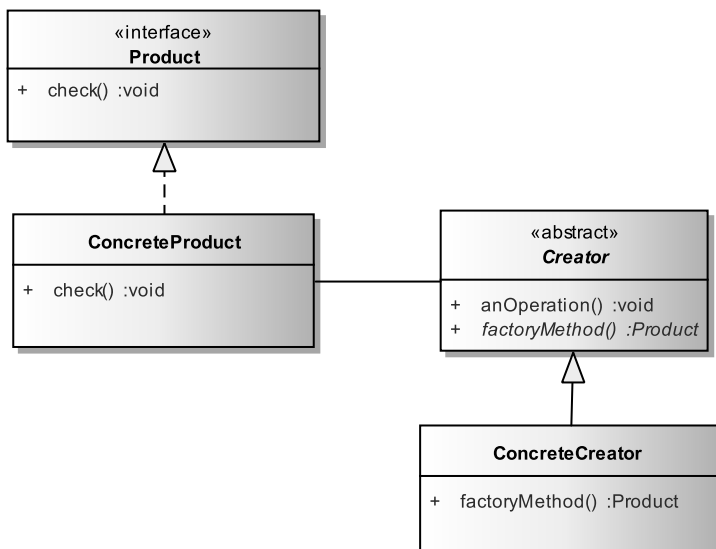 «interface»
Product
+ check() :void
ConcreteProduct
+ check() :void
«abstract»
Creator
+ anOperation() :void
+ factoryMethod() :Product
ConcreteCreator
+ factoryMethod() :Product